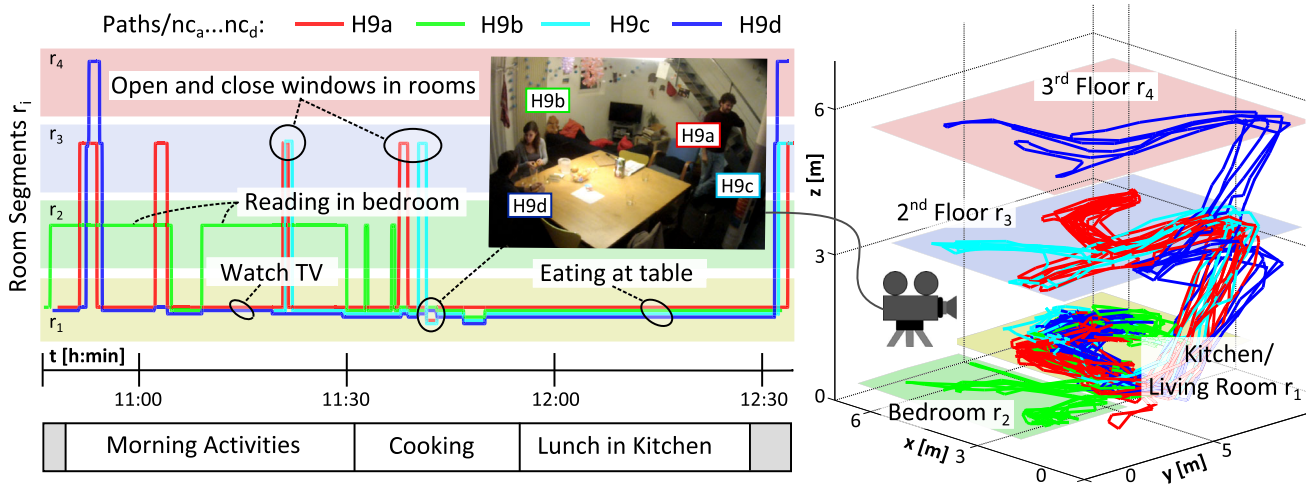 Paths/ncₐ...nc_d: H9a H9b H9c H9d
Room Segments rᵢ
r₄
Open and close windows in rooms
r₃
r₂
Reading in bedroom
Watch TV
Eating at table
r₁
H9b
H9a
H9c
H9d
t [h:min]
11:00 11:30 12:00 12:30
Morning Activities Cooking Lunch in Kitchen
3ʳᵈ Floor r₄
2ⁿᵈ Floor r₃
Kitchen/
Living Room r₁
Bedroom r₂
z [m]
6
3
0
x [m]
6
3
0
y [m]
0
5